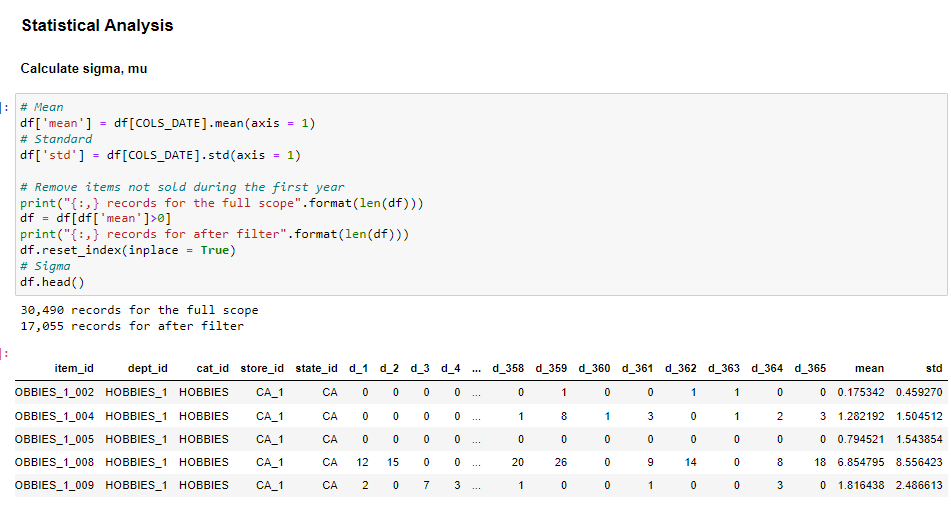 Statistical Analysis
Calculate sigma, mu
]:
# Mean
df['mean'] = df[COLS_DATE].mean(axis = 1)
# Standard
df['std'] = df[COLS_DATE].std(axis = 1)
# Remove items not sold during the first year
print("{:,} records for the full scope".format(len(df)))
df = df[df['mean']>0]
print("{:,} records for after filter".format(len(df)))
df.reset_index(inplace = True)
# Sigma
df.head()
30,490 records for the full scope
17,055 records for after filter
]:
item_id dept_id cat_id store_id state_id d_1 d_2 d_3 d_4 ... d_358 d_359 d_360 d_361 d_362 d_363 d_364 d_365 mean std
OBBIES_1_002 HOBBIES_1 HOBBIES CA_1 CA 0 0 0 0 ... 0 1 0 0 1 1 0 0 0.175342 0.459270
OBBIES_1_004 HOBBIES_1 HOBBIES CA_1 CA 0 0 0 0 ... 1 8 1 3 0 1 2 3 1.282192 1.504512
OBBIES_1_005 HOBBIES_1 HOBBIES CA_1 CA 0 0 0 0 ... 0 0 0 0 0 0 0 0 0.794521 1.543854
OBBIES_1_008 HOBBIES_1 HOBBIES CA_1 CA 12 15 0 0 ... 20 26 0 9 14 0 8 18 6.854795 8.556423
OBBIES_1_009 HOBBIES_1 HOBBIES CA_1 CA 2 0 7 3 ... 1 0 0 1 0 0 3 0 1.816438 2.486613